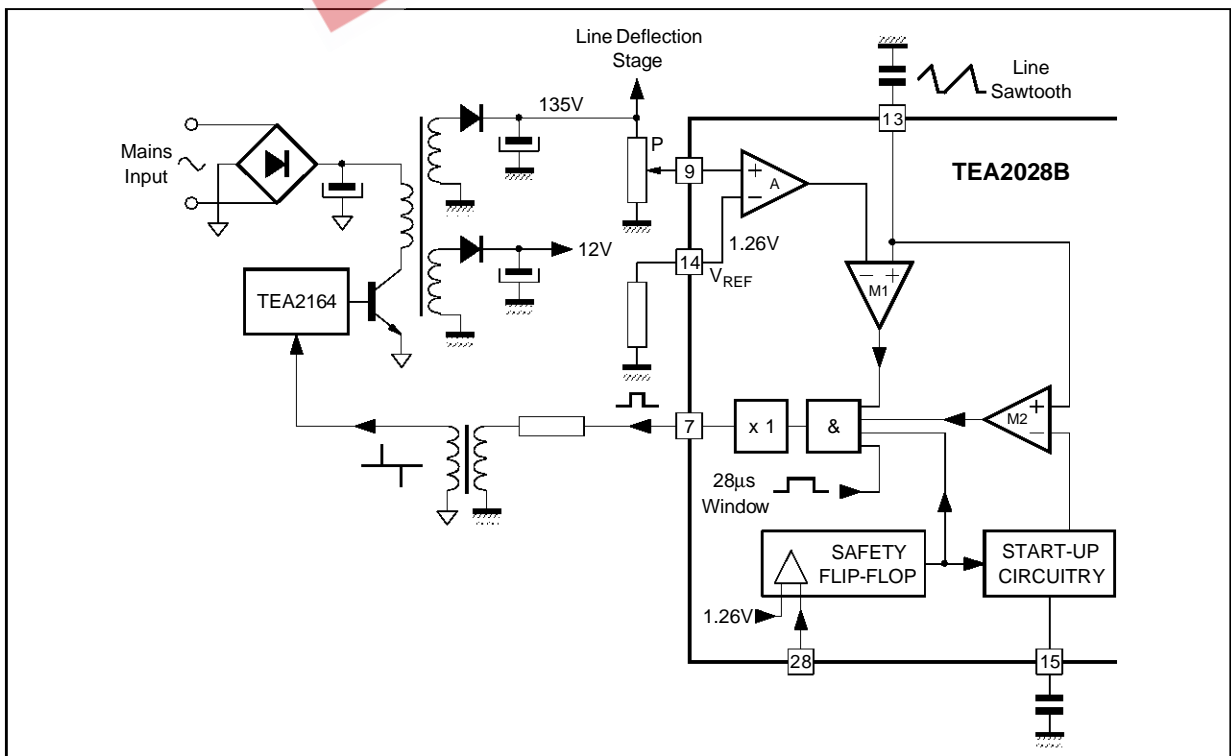 Line Deflection
Stage
Line
Sawtooth
135V
13
Mains
Input
P
9
+
A
−
TEA2028B
12V
14
1.26V
VREF
− +
M1
TEA2164
7
x 1
&
M2
+
−
28µs
Window
SAFETY
FLIP-FLOP
START-UP
CIRCUITRY
1.26V
28
15